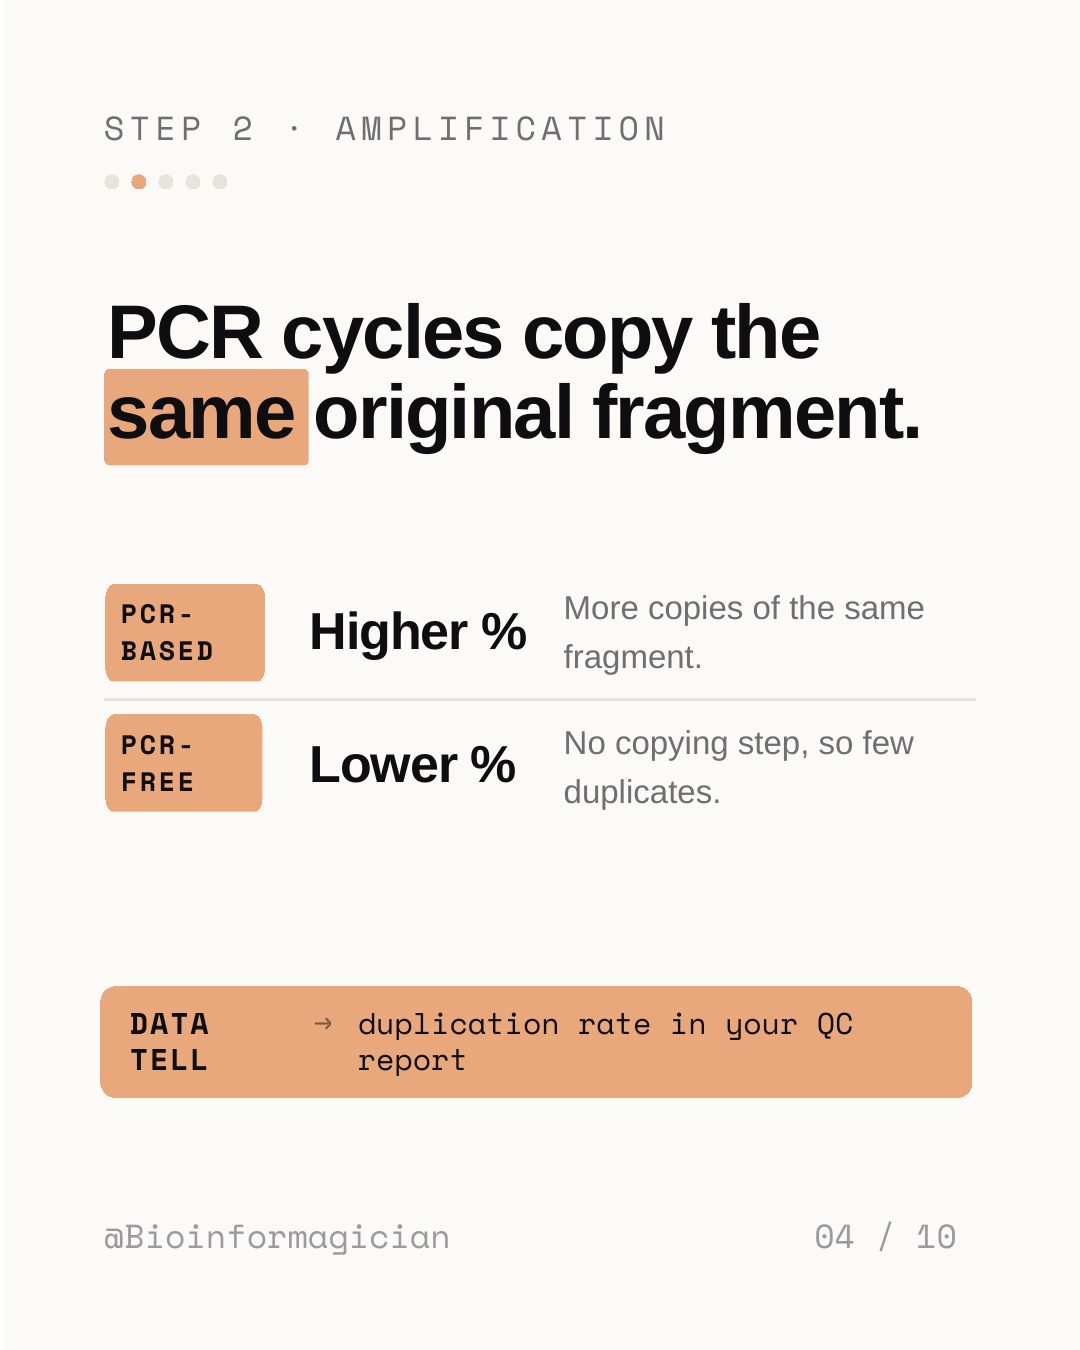 STEP 2 · AMPLIFICATION
PCR cycles copy the
same original fragment.
PCR-
BASED
Higher %
More copies of the same
fragment.
PCR-
FREE
Lower %
No copying step, so few
duplicates.
DATA
TELL
→ duplication rate in your QC
report
@Bioinformagician
04 / 10